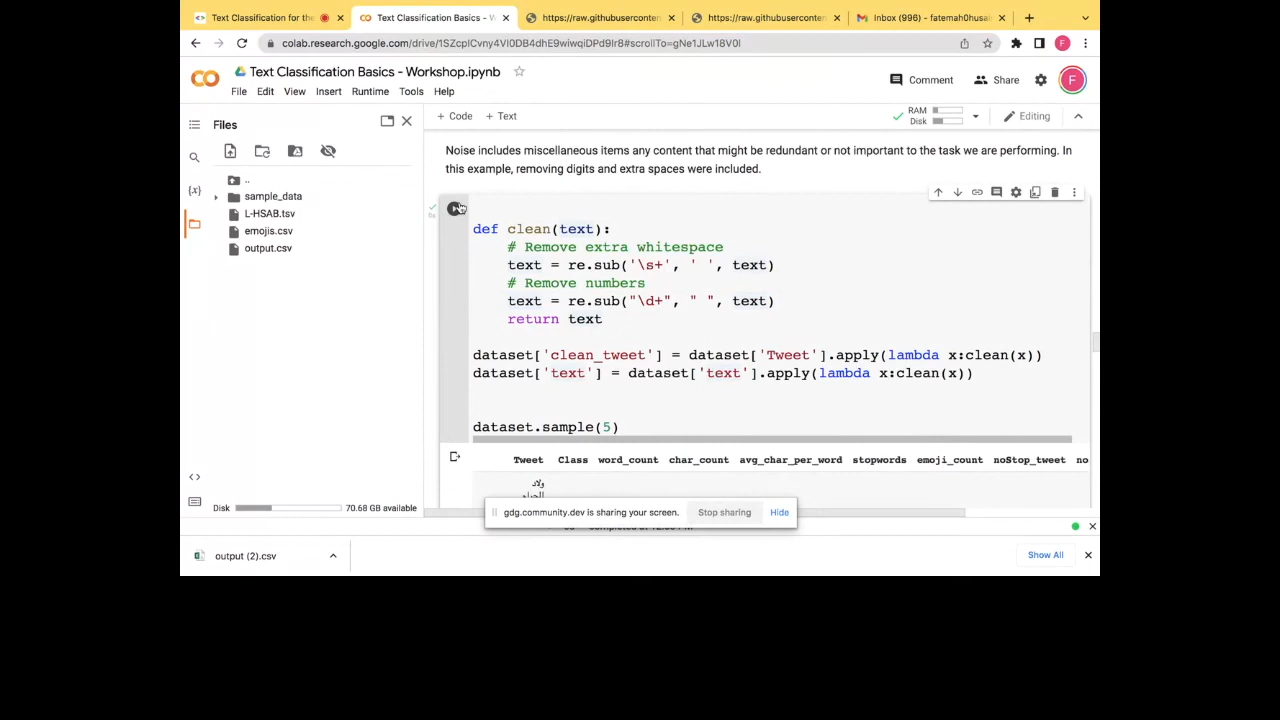 Text Classification for the
Text Classification Basics - W
https://raw.githubusercontent
https://raw.githubusercontent
Inbox (996) - fatemah0husai
colab.research.google.com/drive/1SZcpICvny4Vl0DB4dhE9wiwqiDPd9Ir8#scrollTo=gNe1JLw18V0l
F
Text Classification Basics - Workshop.ipynb
Comment
Share
F
File Edit View Insert Runtime Tools Help
Files
+ Code + Text
RAM
Disk
Editing
..
sample_data
L-HSAB.tsv
emojis.csv
output.csv
{x}
Noise includes miscellaneous items any content that might be redundant or not important to the task we are performing. In
this example, removing digits and extra spaces were included.
def clean(text):
# Remove extra whitespace
text = re.sub('\s+', ' ', text)
# Remove numbers
text = re.sub("\d+", " ", text)
return text
dataset['clean_tweet'] = dataset['Tweet'].apply(lambda x:clean(x))
dataset['text'] = dataset['text'].apply(lambda x:clean(x))
dataset.sample(5)
Tweet Class word_count char_count avg_char_per_word stopwords emoji_count noStop_tweet no
ولاد
Disk 70.68 GB available
gdg.community.dev is sharing your screen. Stop sharing Hide
output (2).csv
Show All